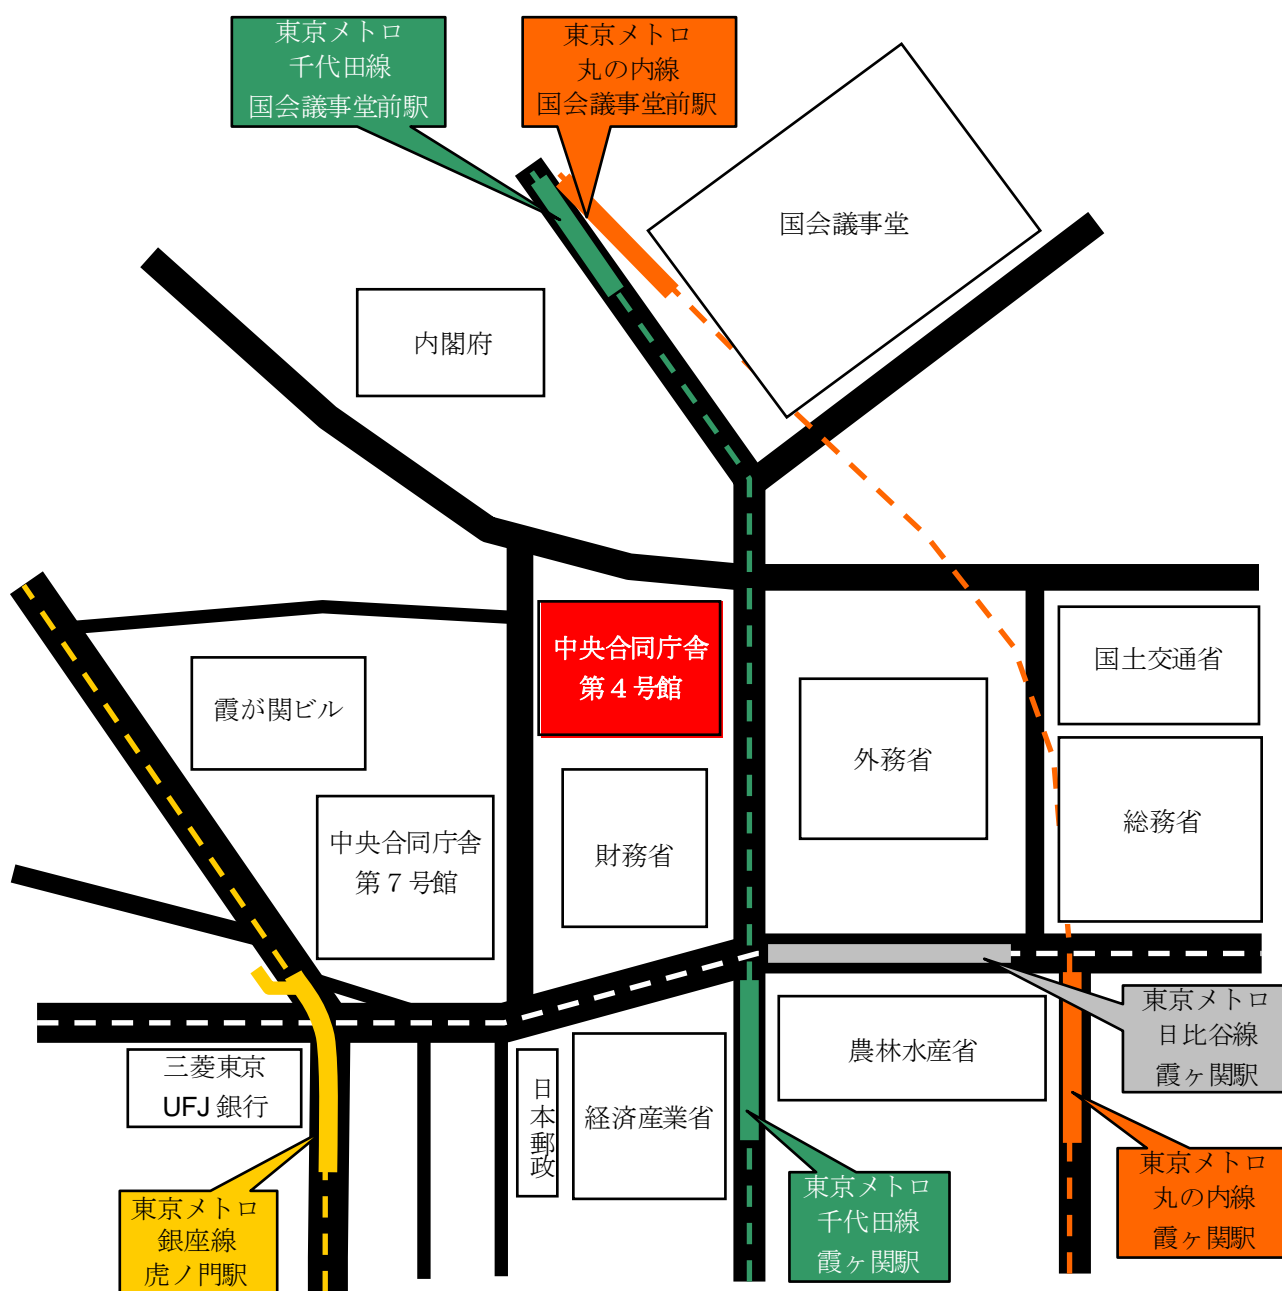 東京メトロ
千代田線
国会議事堂前駅
東京メトロ
丸の内線
国会議事堂前駅
国会議事堂
内閣府
中央合同庁舎
第４号館
国土交通省
霞が関ビル
外務省
総務省
中央合同庁舎
第７号館
財務省
東京メトロ
日比谷線
霞ヶ関駅
農林水産省
三菱東京
UFJ 銀行
日本郵政
経済産業省
東京メトロ
銀座線
虎ノ門駅
東京メトロ
千代田線
霞ヶ関駅
東京メトロ
丸の内線
霞ヶ関駅